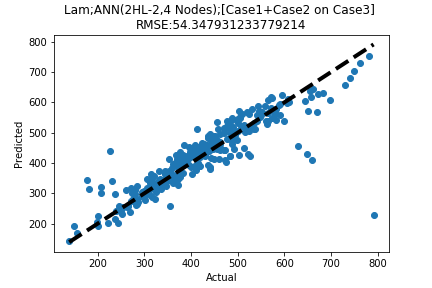 Lam;ANN(2HL-2,4 Nodes);[Case1+Case2 on Case3]
RMSE:54.347931233779214
800
700
600
500
400
300
200
Predicted
200 300 400 500 600 700 800
Actual